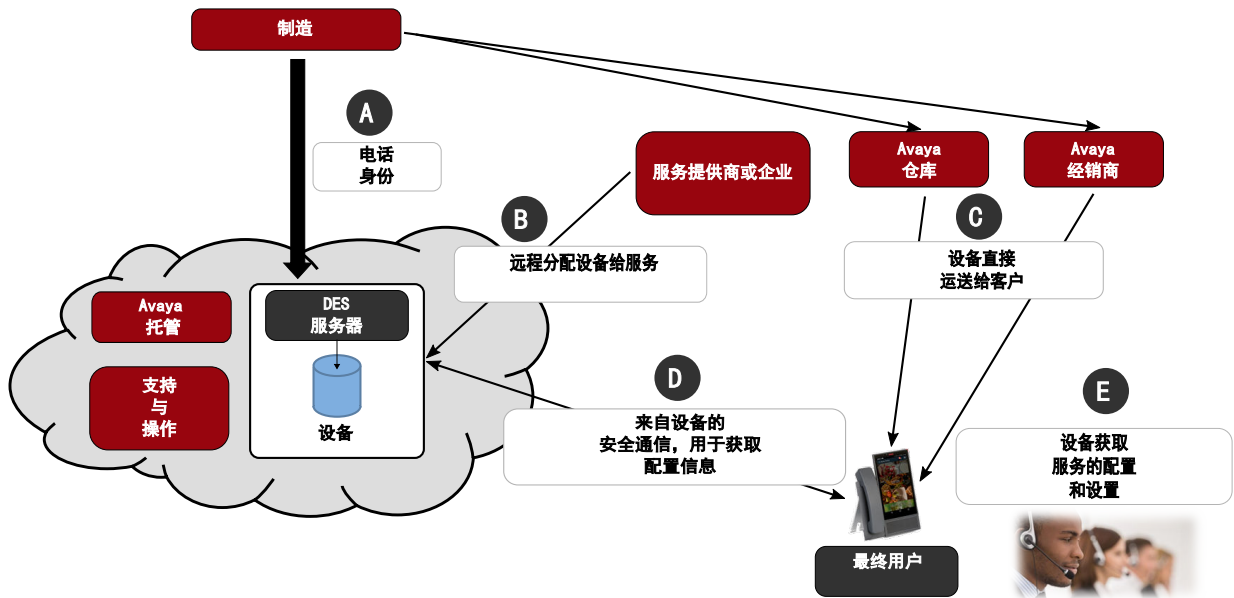 制造
A
电话
身份
服务提供商或企业
Avaya
仓库
Avaya
经销商
B
远程分配设备给服务
C
设备直接
运送给客户
Avaya
托管
DES
服务器
支持
与
操作
设备
D
来自设备的
安全通信，用于获取
配置信息
E
设备获取
服务的配置
和设置
最终用户